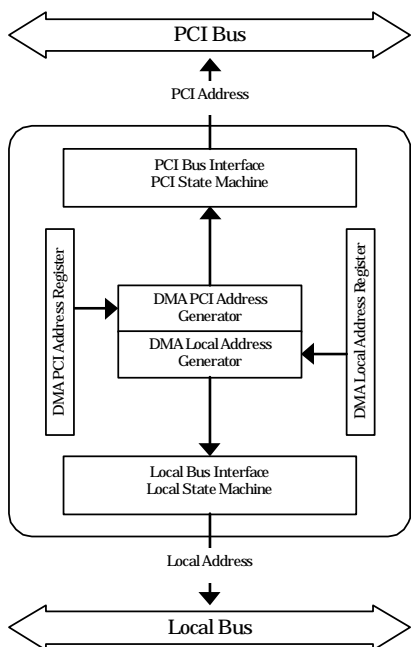 PCI Bus
PCI Address
PCI Bus Interface
PCI State Machine
DMA PCI Address Register
DMA PCI Address
Generator
DMA Local Address
Generator
DMA Local Address Register
Local Bus Interface
Local State Machine
Local Address
Local Bus